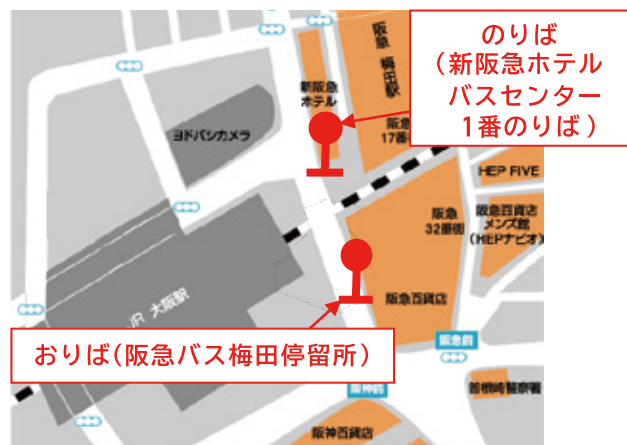 のりば
（新阪急ホテル
バスセンター
1番のりば）
阪急 梅田駅
新阪急
ホテル
阪急
17番街
ヨドバシカメラ
HEP FIVE
阪急
32番街
阪急百貨店
メンズ館
(HEPナビオ)
JR 大阪駅
阪急百貨店
おりば(阪急バス梅田停留所）
阪急前
阪神前
曽根崎警察署
阪神百貨店